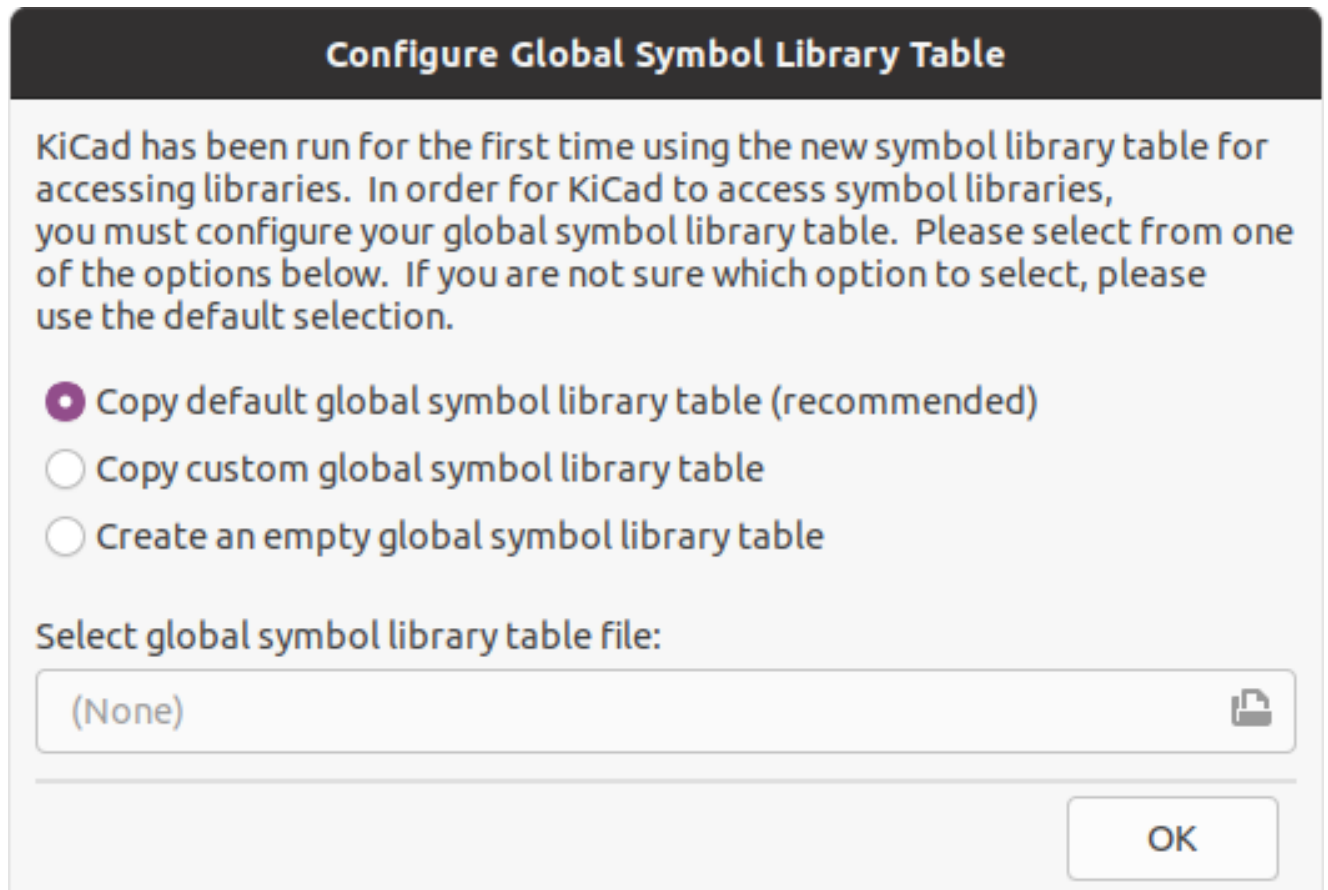 Configure Global Symbol Library Table
KiCad has been run for the first time using the new symbol library table for
accessing libraries.  In order for KiCad to access symbol libraries,
you must configure your global symbol library table.  Please select from one
of the options below.  If you are not sure which option to select, please
use the default selection.
Copy default global symbol library table (recommended)
Copy custom global symbol library table
Create an empty global symbol library table
Select global symbol library table file:
(None)
OK